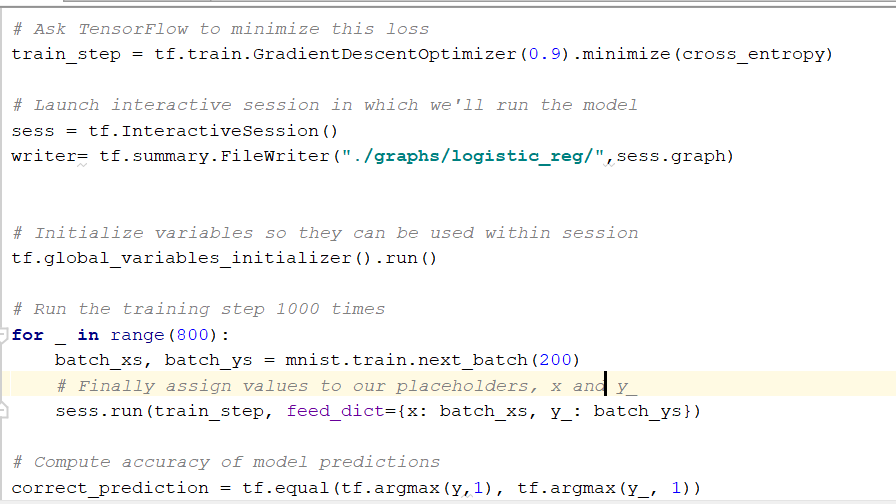 # Ask TensorFlow to minimize this loss
train_step = tf.train.GradientDescentOptimizer(0.9).minimize(cross_entropy)
# Launch interactive session in which we'll run the model
sess = tf.InteractiveSession()
writer= tf.summary.FileWriter("./graphs/logistic_reg/",sess.graph)
# Initialize variables so they can be used within session
tf.global_variables_initializer().run()
# Run the training step 1000 times
for _ in range(800):
    batch_xs, batch_ys = mnist.train.next_batch(200)
    # Finally assign values to our placeholders, x and y_
    sess.run(train_step, feed_dict={x: batch_xs, y_: batch_ys})
# Compute accuracy of model predictions
correct_prediction = tf.equal(tf.argmax(y,1), tf.argmax(y_, 1))